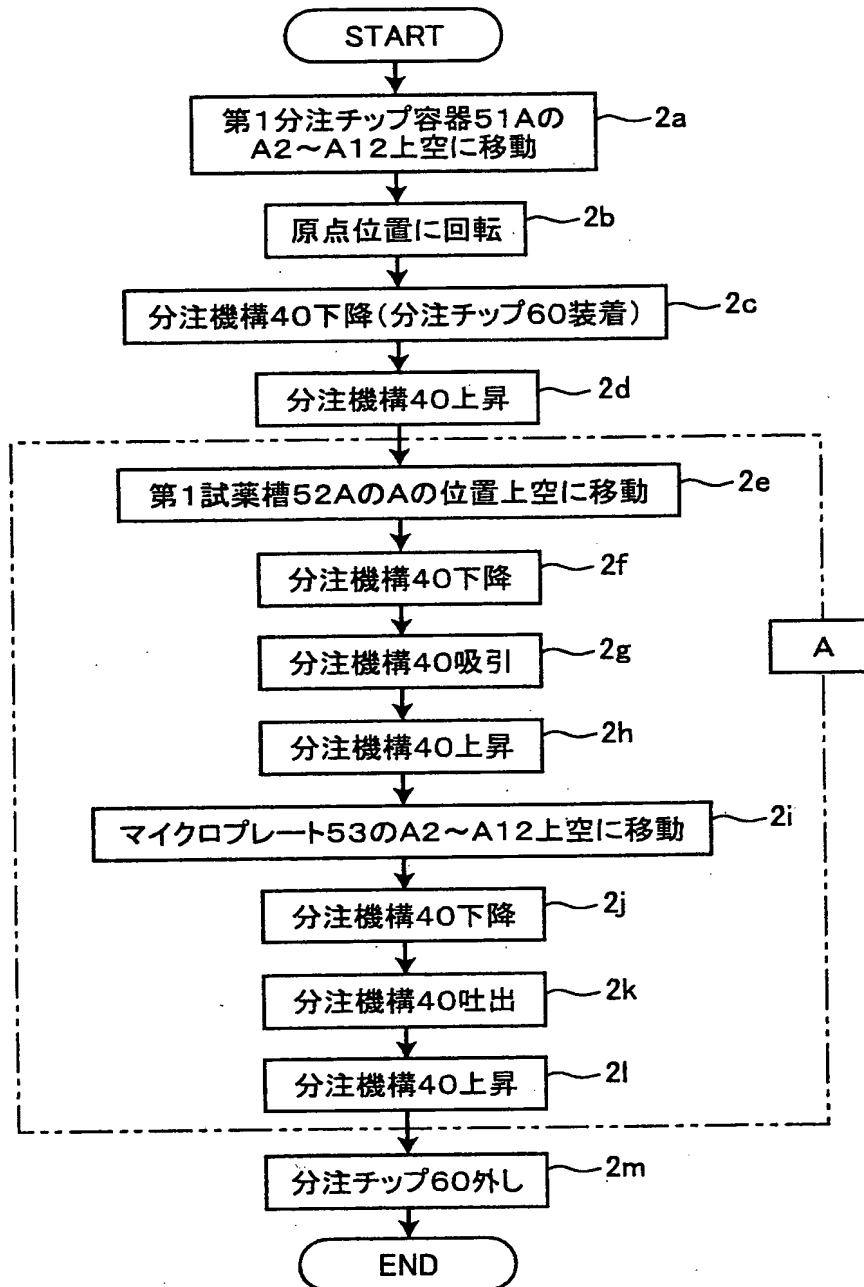 START
第1分注チップ容器51Aの
A2～A12上空に移動
2a
原点位置に回転
2b
分注機構40下降(分注チップ60装着)
2c
分注機構40上昇
2d
第1試薬槽52AのAの位置上空に移動
2e
分注機構40下降
2f
分注機構40吸引
2g
A
分注機構40上昇
2h
マイクロプレート53のA2～A12上空に移動
2i
分注機構40下降
2j
分注機構40吐出
2k
分注機構40上昇
2l
分注チップ60外し
2m
END